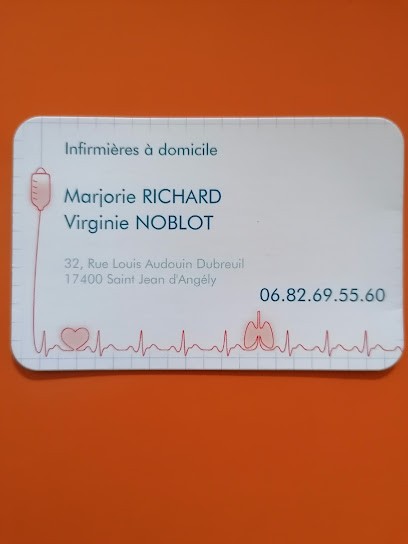 Infirmières à domicile
Marjorie RICHARD
Virginie NOBLOT
32, Rue Louis Audouin Dubreuil
17400 Saint Jean d'Angély
06.82.69.55.60